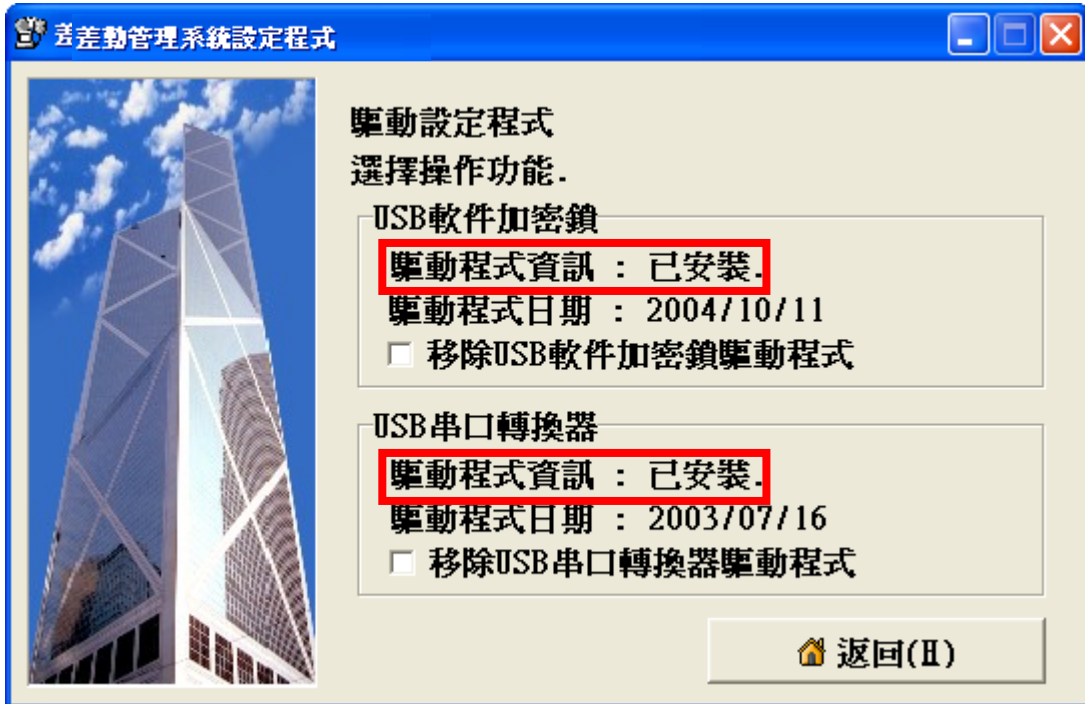 差動管理系統設定程式
驅動設定程式
選擇操作功能.
USB軟件加密鎖
驅動程式資訊 : 已安裝.
驅動程式日期 : 2004/10/11
移除USB軟件加密鎖驅動程式
USB串口轉換器
驅動程式資訊 : 已安裝.
驅動程式日期 : 2003/07/16
移除USB串口轉換器驅動程式
返回(H)